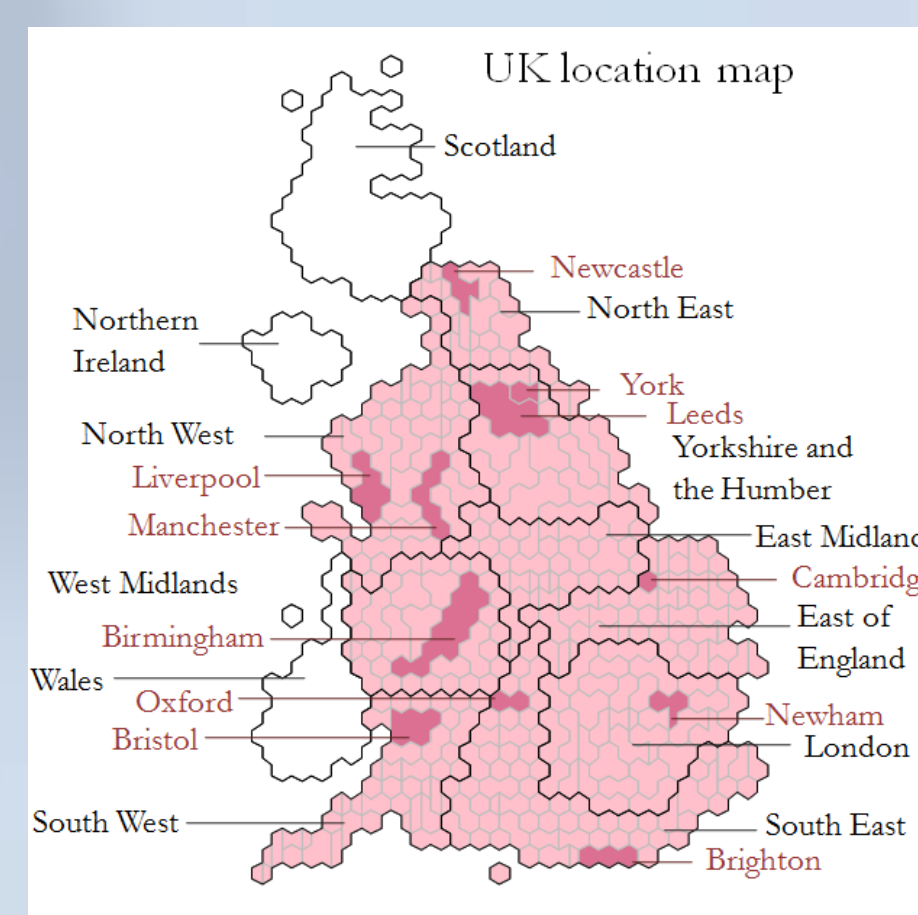 UK location map
Scotland
Newcastle
North East
Northern
Ireland
York
Leeds
North West
Yorkshire and
the Humber
Liverpool
Manchester
East Midlanc
Cambridg
West Midlands
East of
England
Birmingham
Wales
Oxford
Newham
Bristol
London
South West
South East
Brighton